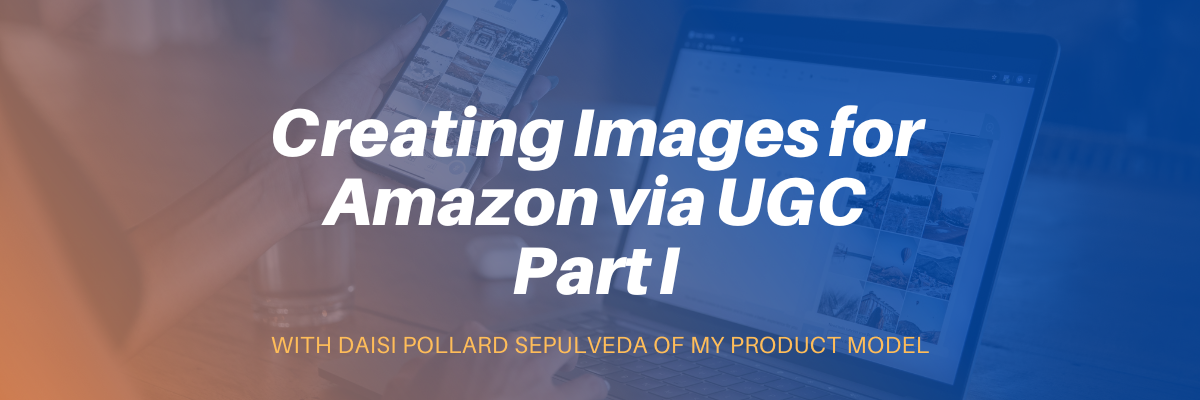 Creating Images for
Amazon via UGC
Part I
WITH DAISI POLLARD SEPULVEDA OF MY PRODUCT MODEL